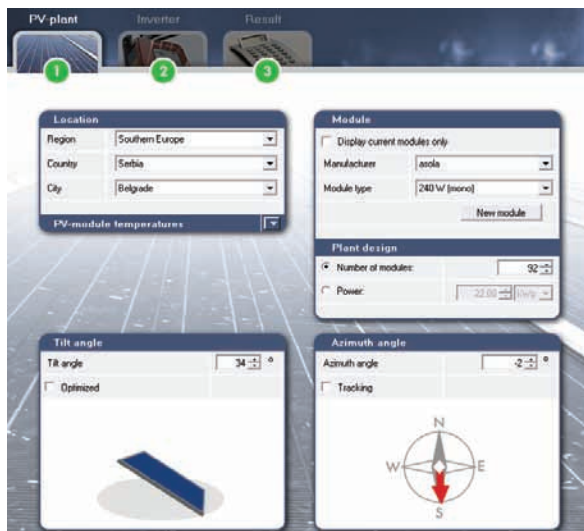 PV-plant
Inverter
Result
1
2
3
Location
Region Southern Europe
Country Serbia
City Belgrade
PV-module temperatures
Module
Display current modules only
Manufacturer asola
Module type 240 W (mono)
New module
Plant design
Number of modules: 92
Power: 22.00
Tilt angle
Tilt angle 34 °
Optimized
Azimuth angle
Azimuth angle -2 °
Tracking
N
W E
S